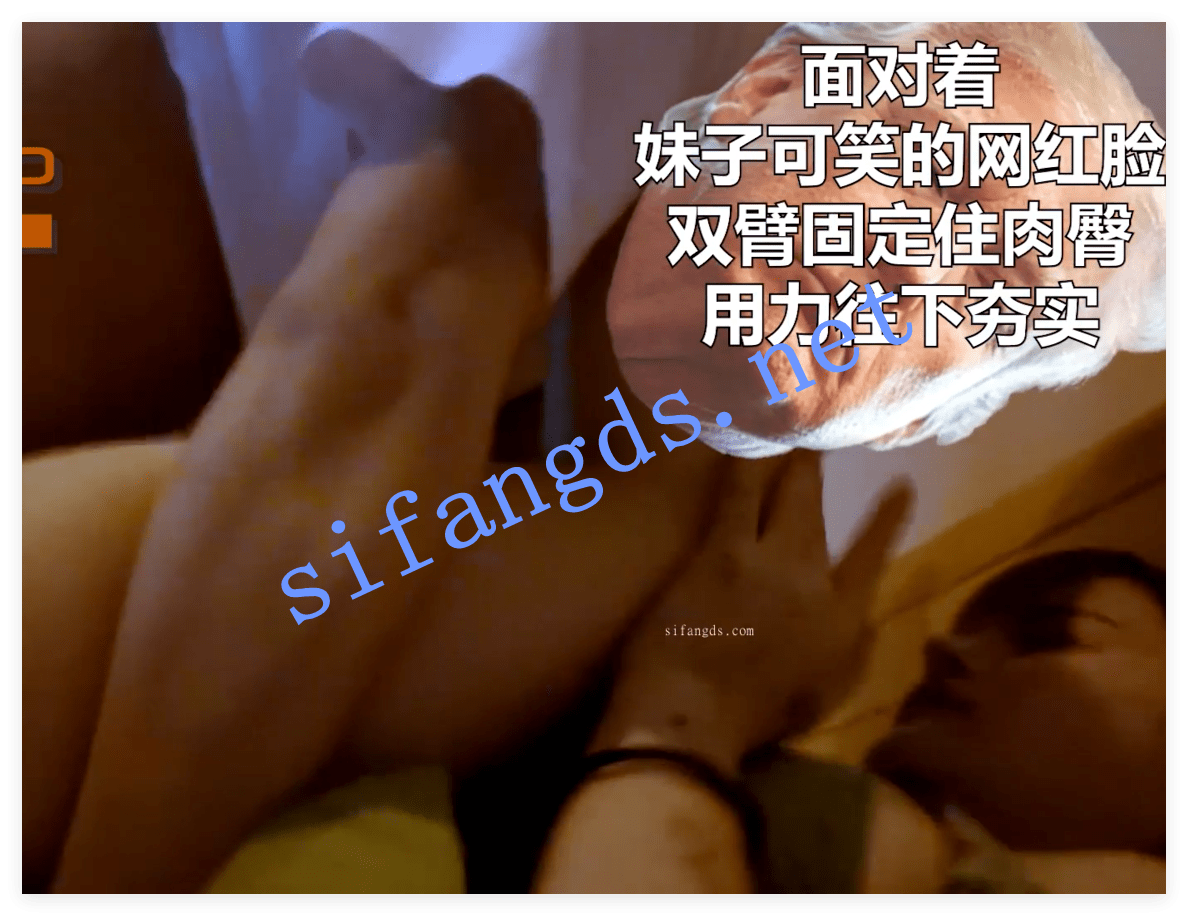 面对着
妹子可笑的网红脸
双臂固定住肉臀
用力往下夯实
sifangds.net
sifangds.com